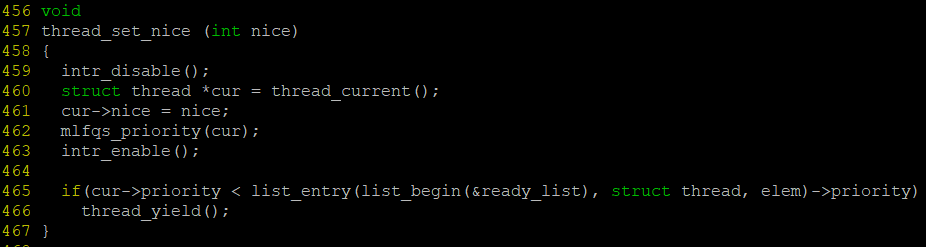 456 void
457 thread_set_nice (int nice)
458 {
459   intr_disable();
460   struct thread *cur = thread_current();
461   cur->nice = nice;
462   mlfqs_priority(cur);
463   intr_enable();
464
465   if(cur->priority < list_entry(list_begin(&ready_list), struct thread, elem)->priority)
466     thread_yield();
467 }